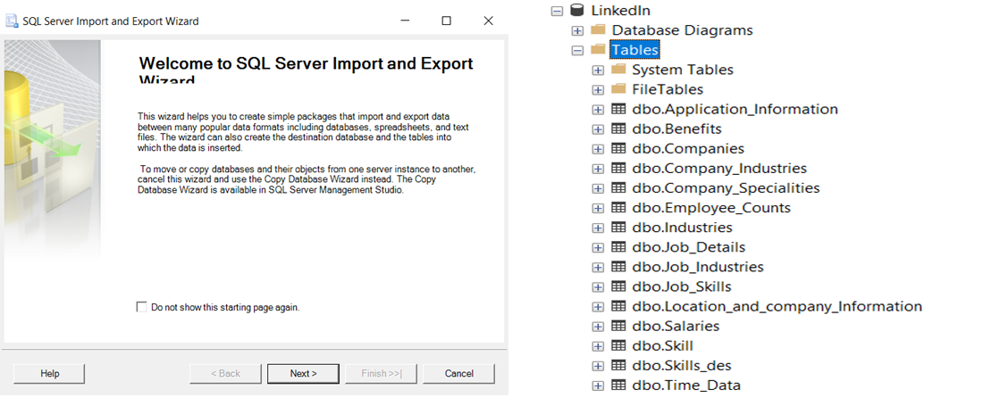 SQL Server Import and Export Wizard
Welcome to SQL Server Import and Export
Wizard
This wizard helps you to create simple packages that import and export data
between many popular data formats including databases, spreadsheets, and text
files. The wizard can also create the destination database and the tables into
which the data is inserted.
To move or copy databases and their objects from one server instance to another,
cancel this wizard and use the Copy Database Wizard instead. The Copy
Database Wizard is available in SQL Server Management Studio.
Do not show this starting page again.
Help
< Back
Next >
Finish >>|
Cancel
LinkedIn
Database Diagrams
Tables
System Tables
FileTables
dbo.Application_Information
dbo.Benefits
dbo.Companies
dbo.Company_Industries
dbo.Company_Specialities
dbo.Employee_Counts
dbo.Industries
dbo.Job_Details
dbo.Job_Industries
dbo.Job_Skills
dbo.Location_and_company_Information
dbo.Salaries
dbo.Skill
dbo.Skills_des
dbo.Time_Data